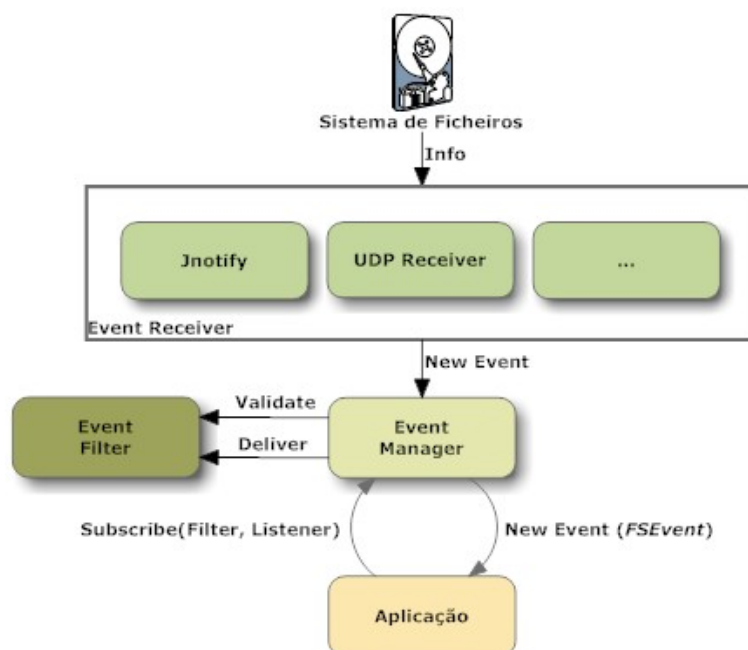 Sistema de Ficheiros
Info
Jnotify
UDP Receiver
...
Event Receiver
New Event
Validate
Event
Filter
Event
Manager
Deliver
Subscribe(Filter, Listener)
New Event (FSEvent)
Aplicação